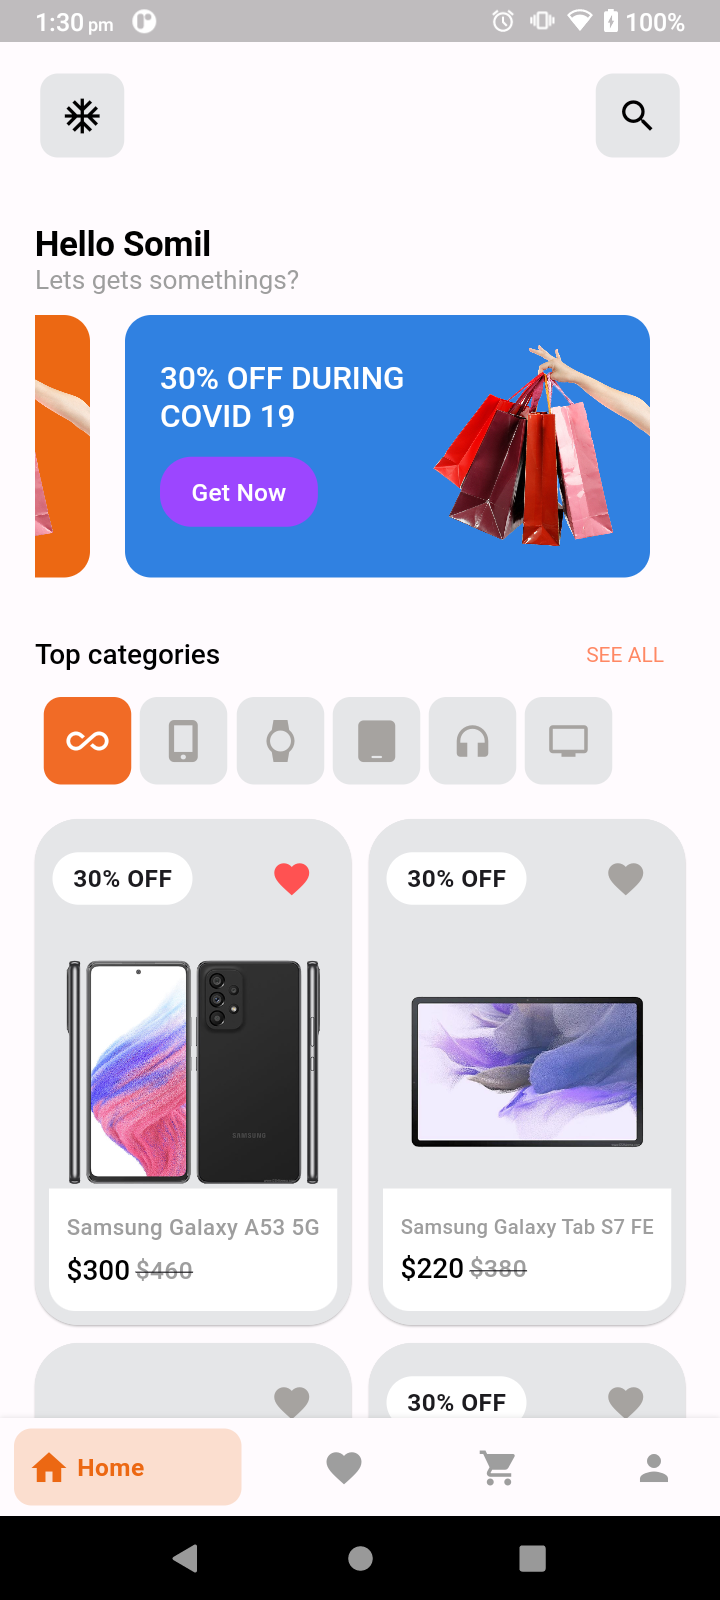 1:30 pm
100%
Hello Somil
Lets gets somethings?
30% OFF DURING
COVID 19
Get Now
Top categories
SEE ALL
30% OFF
30% OFF
SAMSUNG
Samsung Galaxy A53 5G
$300 $460
Samsung Galaxy Tab S7 FE
$220 $380
30% OFF
Home